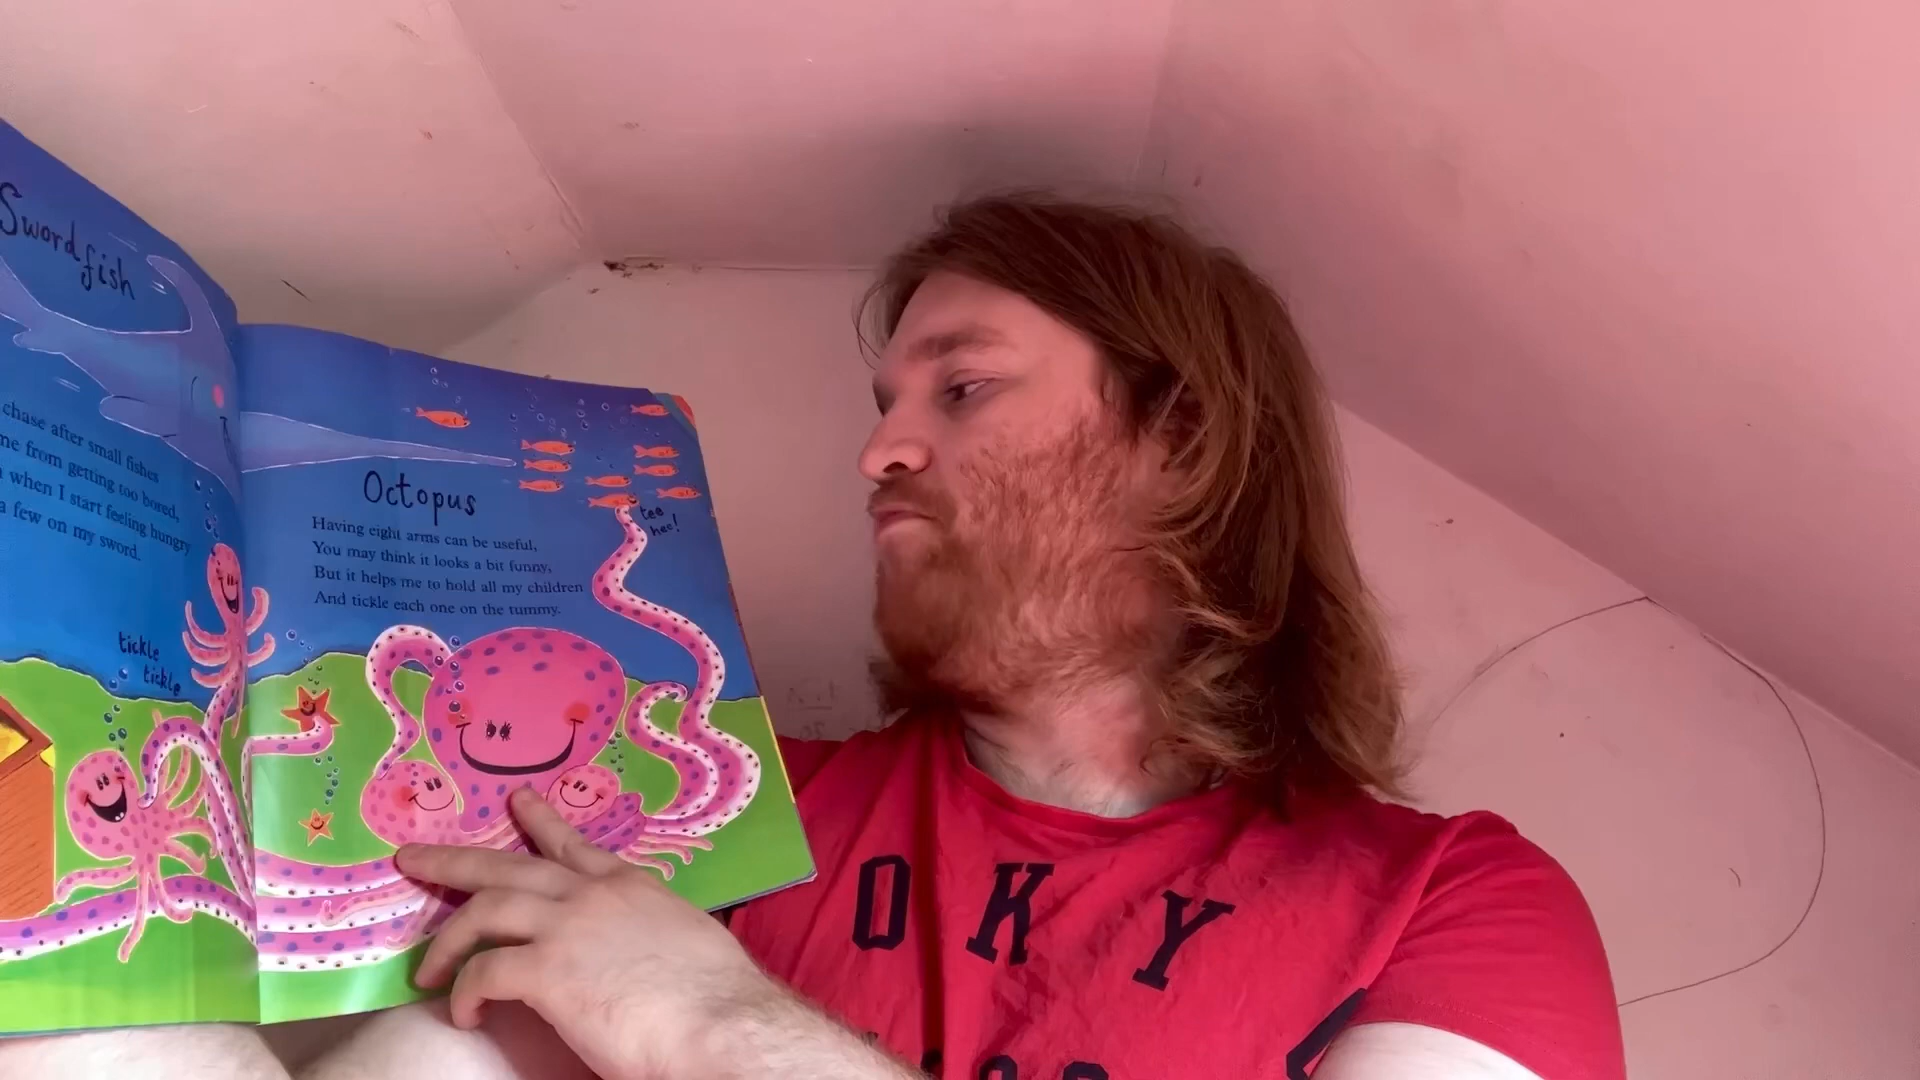 Swordfish
chase after small fishes
me from getting too bored,
when I start feeling hungry
a few on my sword.
tickle
tickle
Octopus
Having eight arms can be useful,
You may think it looks a bit funny,
But it helps me to hold all my children
And tickle each one on the tummy.
tee
hee!
OKY